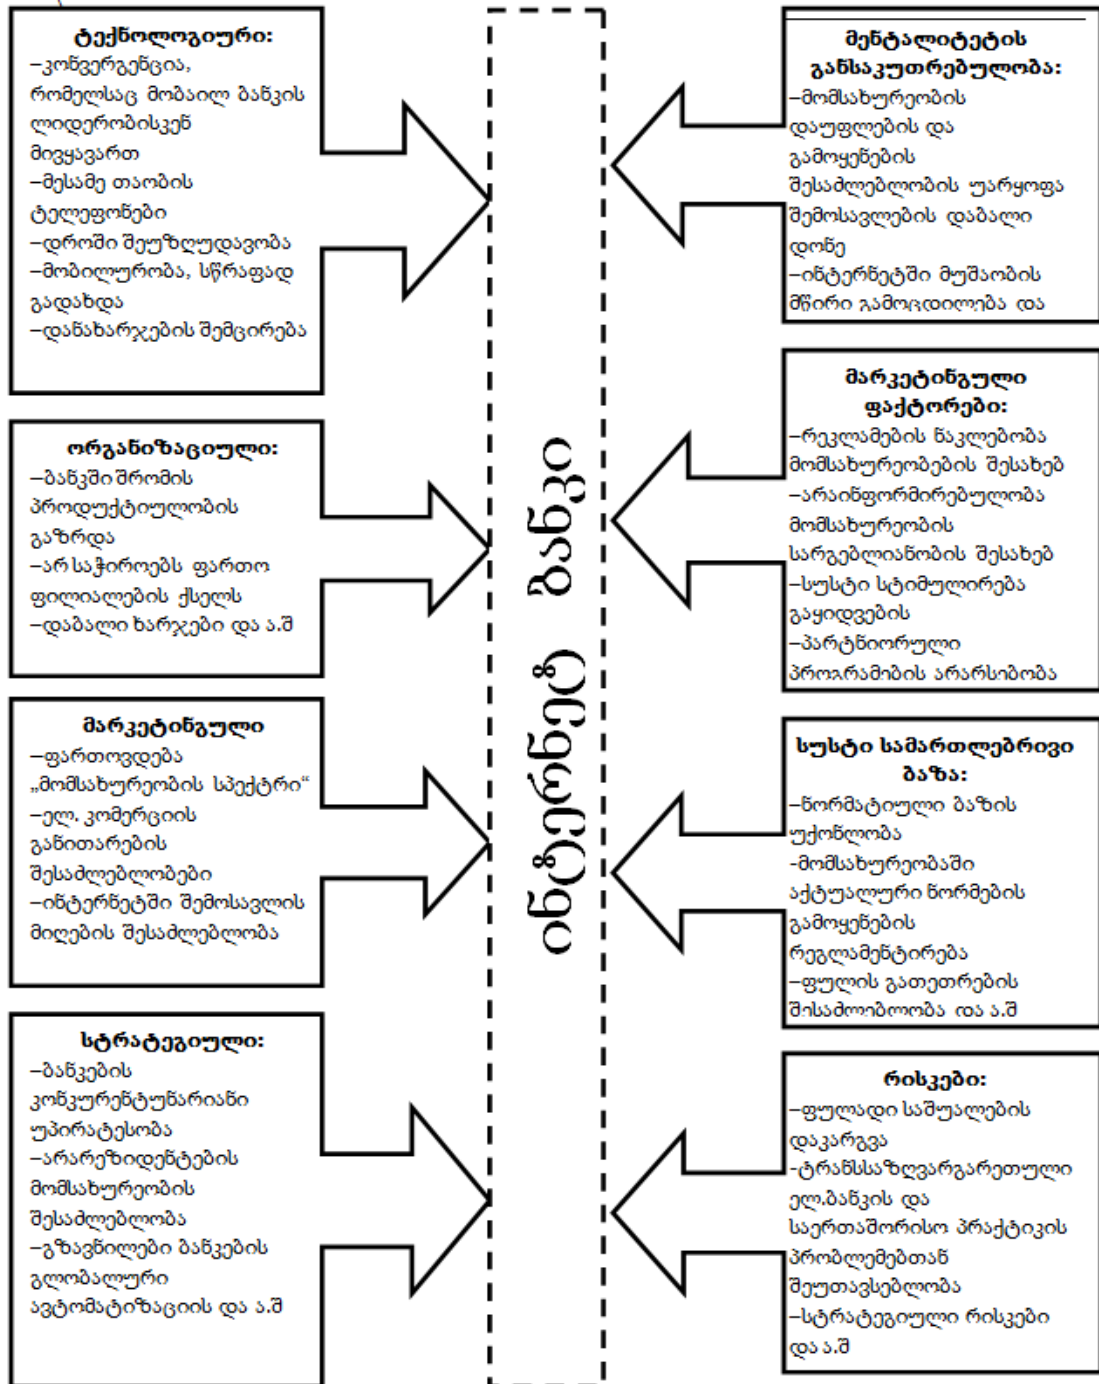 ტექნოლოგიური:
–კონვერგენცია,
რომელსაც მობაილ ბანკის
ლიდერობისკენ
მივყავართ
–მესამე თაობის
ტელეფონები
–დროში შეუზღუდავობა
–მობილურობა, სწრაფად
გადახდა
–დანახარჯების შემცირება
ორგანიზაციული:
–ბანკში შრომის
პროდუქტიულობის
გაზრდა
–არ საჭიროებს ფართო
ფილიალების ქსელს
–დაბალი ხარჯები და ა.შ
მარკეტინგული
–ფართოვდება
„მომსახურეობის სპექტრი“
–ელ. კომერციის
განითარების
შესაძლებლობები
–ინტერნეტში შემოსავლის
მიღების შესაძლებლობა
სტრატეგიული:
–ბანკების
კონკურენტუნარიანი
უპირატესობა
–არარეზიდენტების
მომსახურეობის
შესაძლებლობა
–გზავნილები ბანკების
გლობალური
ავტომატიზაციის და ა.შ
ინტერნეტ ბანკი
მენტალიტეტის
განსაკუთრებულობა:
–მომსახურეობის
დაუფლების და
გამოყენების
შესაძლებლობის უარყოფა
შემოსავლების დაბალი
დონე
–ინტერნეტში მუშაობის
მწირი გამოცდილება და
მარკეტინგული
ფაქტორები:
–რეკლამების ნაკლებობა
მომსახურეობების შესახებ
–არაინფორმირებულობა
მომსახურეობის
სარგებლიანობის შესახებ
–სუსტი სტიმულირება
გაყიდვების
–პარტნიორული
პროგრამების არარსებობა
სუსტი სამართლებრივი
ბაზა:
–ნორმატიული ბაზის
უქონლობა
-მომსახურეობაში
აქტუალური ნორმების
გამოყენების
რეგლამენტირება
–ფულის გათეთრების
შესაძლებლობა და ა.შ
რისკები:
–ფულადი საშუალების
დაკარგვა
-ტრანსსაზღვარგარეთული
ელ.ბანკის და
საერთაშორისო პრაქტიკის
პრობლემებთან
შეუთავსებლობა
–სტრატეგიული რისკები
და ა.შ